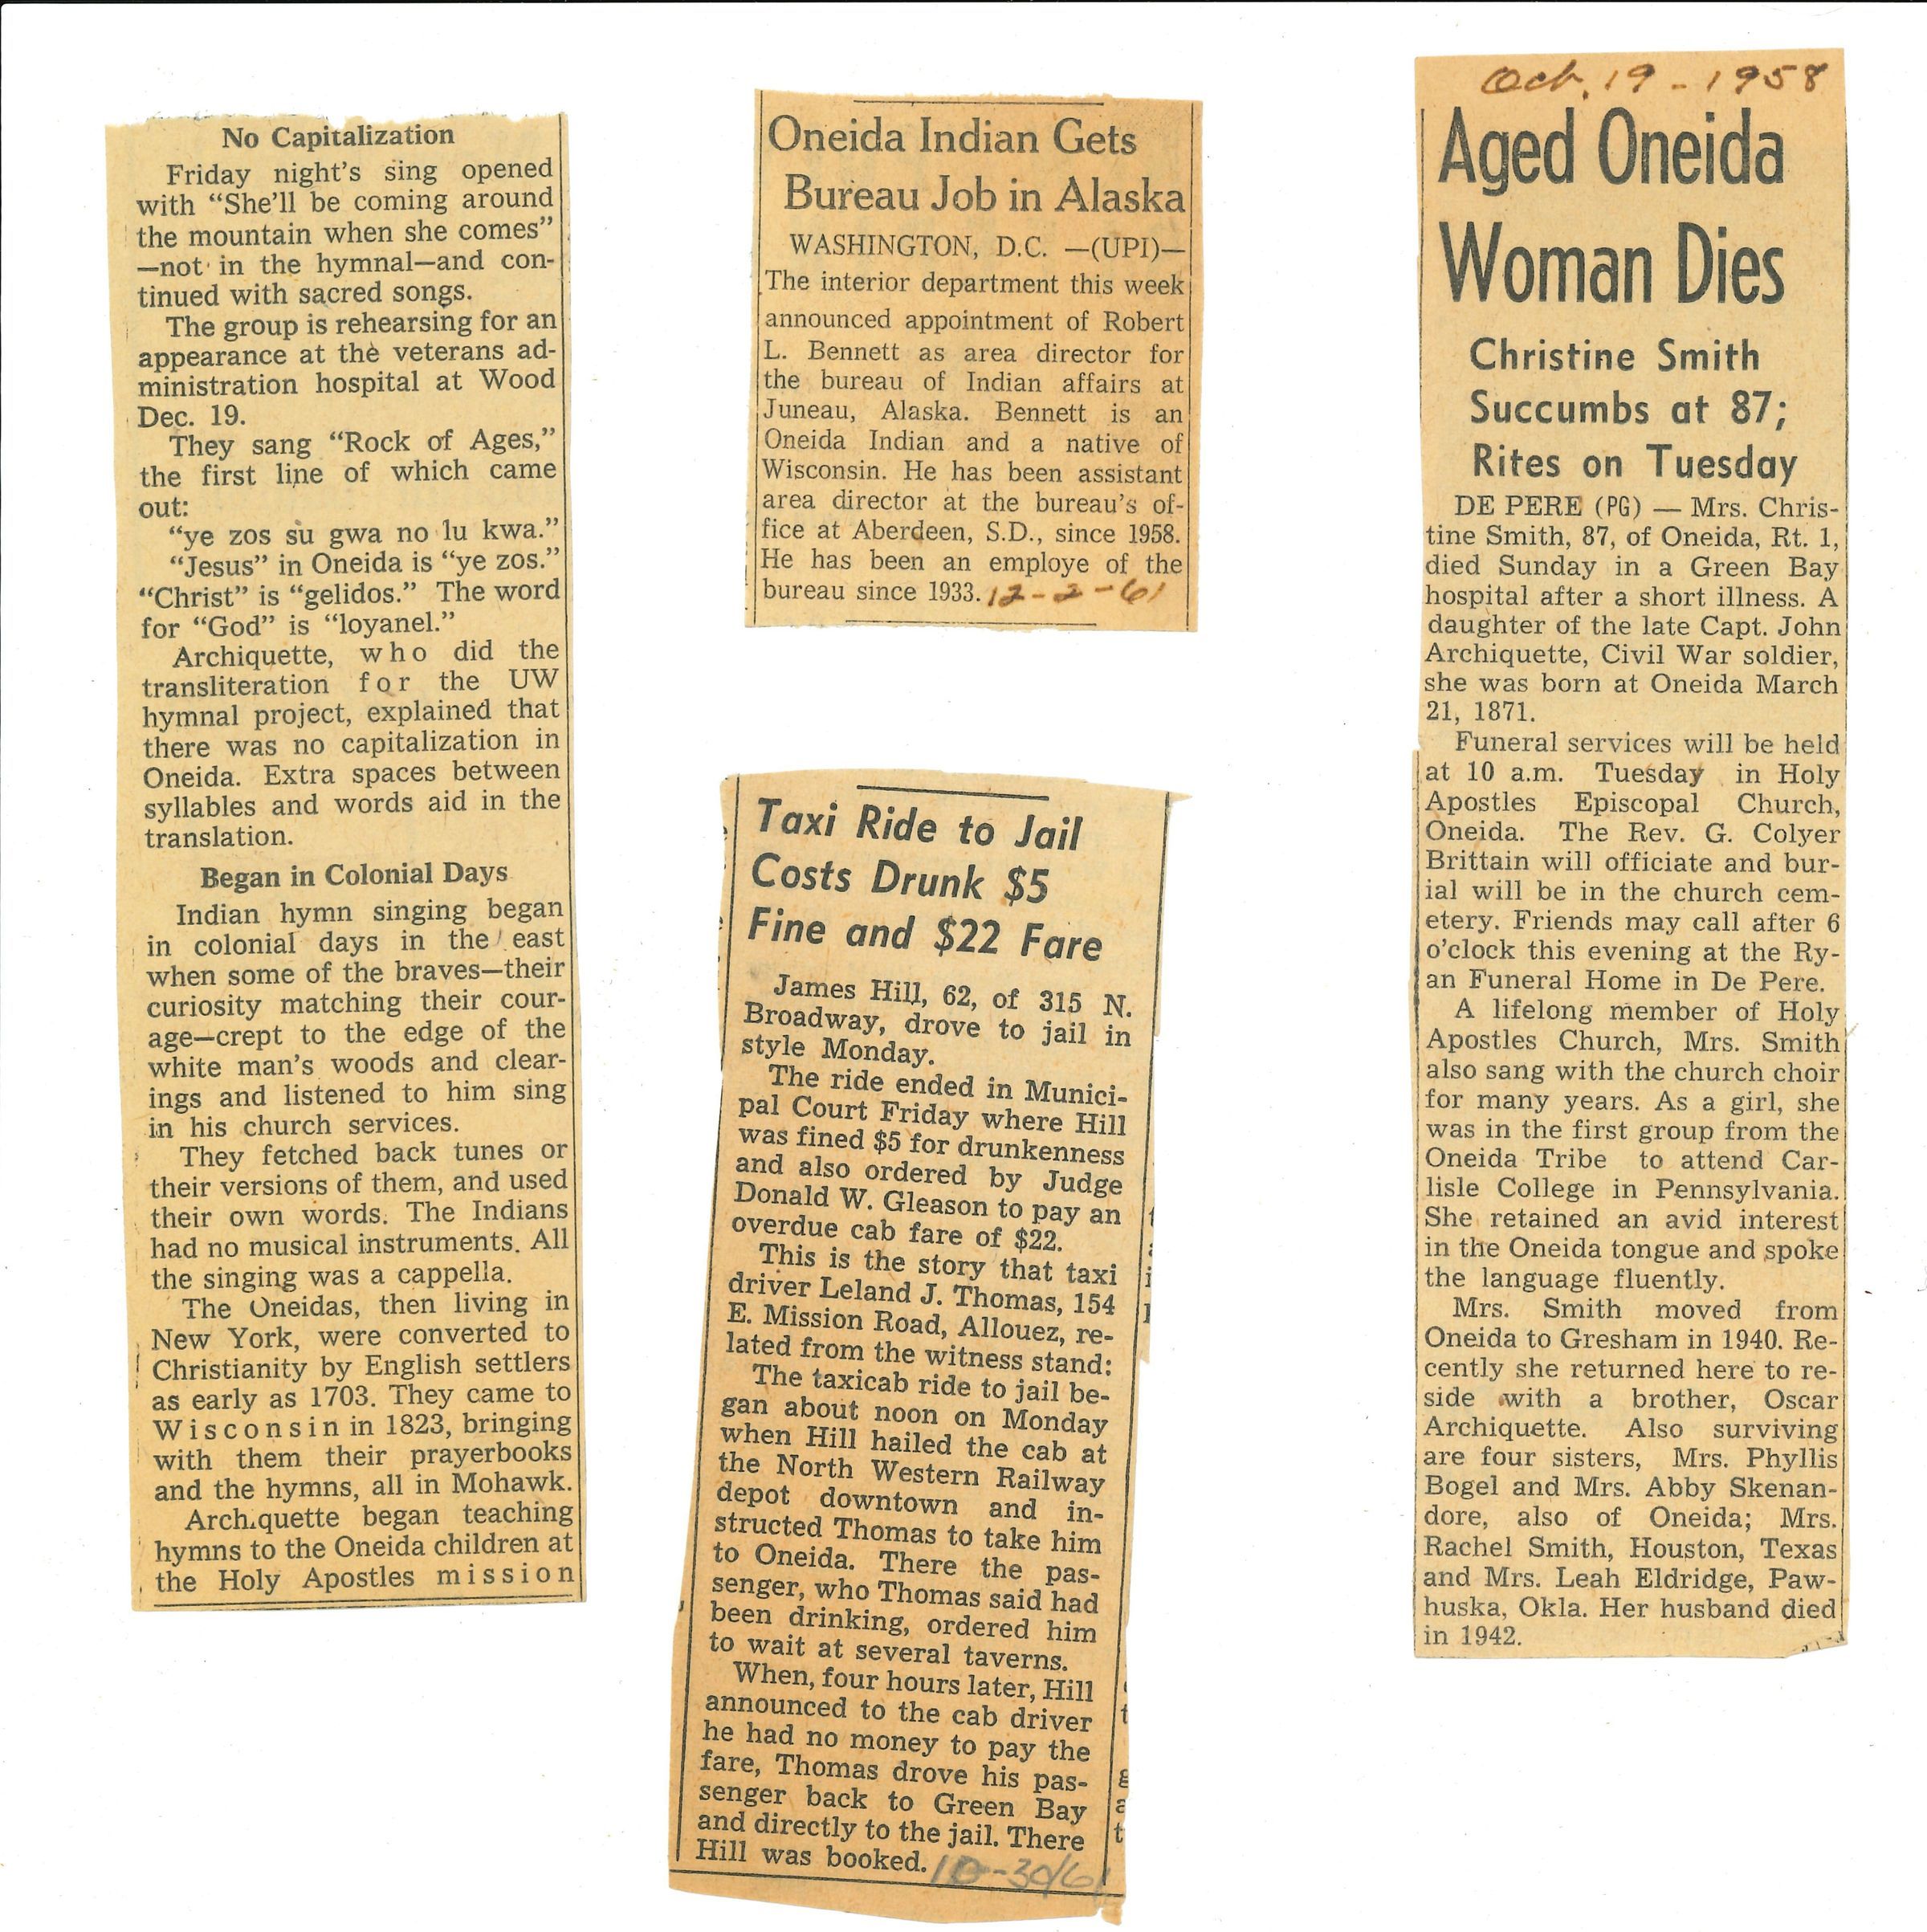 No Capitalization
Friday night's sing opened
with "She'll be coming around
the mountain when she comes"
—not in the hymnal—and con-
tinued with sacred songs.
The group is rehearsing for an
appearance at the veterans ad-
ministration hospital at Wood
Dec. 19.
They sang "Rock of Ages,"
the first line of which came
out:
"ye zos su gwa no lu kwa."
"Jesus" in Oneida is "ye zos."
"Christ" is "gelidos." The word
for "God" is "loyanel."
Archiquette, who did the
transliteration for the UW
hymnal project, explained that
there was no capitalization in
Oneida. Extra spaces between
syllables and words aid in the
translation.
Began in Colonial Days
Indian hymn singing began
in colonial days in the east
when some of the braves—their
curiosity matching their cour-
age—crept to the edge of the
white man's woods and clear-
ings and listened to him sing
in his church services.
They fetched back tunes or
their versions of them, and used
their own words. The Indians
had no musical instruments. All
the singing was a cappella.
The Oneidas, then living in
New York, were converted to
Christianity by English settlers
as early as 1703. They came to
Wisconsin in 1823, bringing
with them their prayerbooks
and the hymns, all in Mohawk.
Archiquette began teaching
hymns to the Oneida children at
the Holy Apostles mission
Oneida Indian Gets
Bureau Job in Alaska
WASHINGTON, D.C. —(UPI)—
The interior department this week
announced appointment of Robert
L. Bennett as area director for
the bureau of Indian affairs at
Juneau, Alaska. Bennett is an
Oneida Indian and a native of
Wisconsin. He has been assistant
area director at the bureau's of-
fice at Aberdeen, S.D., since 1958.
He has been an employe of the
bureau since 1933. 12-2-61
Taxi Ride to Jail
Costs Drunk $5
Fine and $22 Fare
James Hill, 62, of 315 N.
Broadway, drove to jail in
style Monday.
The ride ended in Munici-
pal Court Friday where Hill
was fined $5 for drunkenness
and also ordered by Judge
Donald W. Gleason to pay an
overdue cab fare of $22.
This is the story that taxi
driver Leland J. Thomas, 154
E. Mission Road, Allouez, re-
lated from the witness stand:
The taxicab ride to jail be-
gan about noon on Monday
when Hill hailed the cab at
the North Western Railway
depot downtown and in-
structed Thomas to take him
to Oneida. There the pas-
senger, who Thomas said had
been drinking, ordered him
to wait at several taverns.
When, four hours later, Hill
announced to the cab driver
he had no money to pay the
fare, Thomas drove his pas-
senger back to Green Bay
and directly to the jail. There
Hill was booked. 10-30/61
Oct. 19 - 1958
Aged Oneida
Woman Dies
Christine Smith
Succumbs at 87;
Rites on Tuesday
DE PERE (PG) — Mrs. Chris-
tine Smith, 87, of Oneida, Rt. 1,
died Sunday in a Green Bay
hospital after a short illness. A
daughter of the late Capt. John
Archiquette, Civil War soldier,
she was born at Oneida March
21, 1871.
Funeral services will be held
at 10 a.m. Tuesday in Holy
Apostles Episcopal Church,
Oneida. The Rev. G. Colyer
Brittain will officiate and bur-
ial will be in the church cem-
etery. Friends may call after 6
o'clock this evening at the Ry-
an Funeral Home in De Pere.
A lifelong member of Holy
Apostles Church, Mrs. Smith
also sang with the church choir
for many years. As a girl, she
was in the first group from the
Oneida Tribe to attend Car-
lisle College in Pennsylvania.
She retained an avid interest
in the Oneida tongue and spoke
the language fluently.
Mrs. Smith moved from
Oneida to Gresham in 1940. Re-
cently she returned here to re-
side with a brother, Oscar
Archiquette. Also surviving
are four sisters, Mrs. Phyllis
Bogel and Mrs. Abby Skenan-
dore, also of Oneida; Mrs.
Rachel Smith, Houston, Texas
and Mrs. Leah Eldridge, Paw-
huska, Okla. Her husband died
in 1942.